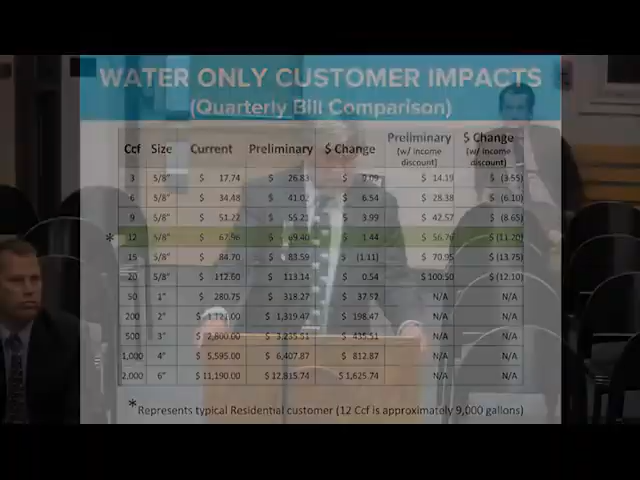 WATER ONLY CUSTOMER IMPACTS
(Quarterly Bill Comparison)
Ccf Size Current Preliminary $ Change Preliminary (w/ income discount) $ Change (w/ income discount)
3 5/8" $ 17.74 $ 26.83 $ 9.09 $ 14.19 $ (3.55)
6 5/8" $ 34.48 $ 41.02 $ 6.54 $ 28.38 $ (6.10)
9 5/8" $ 51.22 $ 55.21 $ 3.99 $ 42.57 $ (8.65)
* 12 5/8" $ 67.96 $ 69.40 $ 1.44 $ 56.76 $ (11.20)
15 5/8" $ 84.70 $ 83.59 $ (1.11) $ 70.95 $ (13.75)
20 5/8" $ 112.60 $ 113.14 $ 0.54 $ 100.50 $ (12.10)
50 1" $ 280.75 $ 318.27 $ 37.52 N/A N/A
200 2" $ 1,121.00 $ 1,319.47 $ 198.47 N/A N/A
500 3" $ 2,800.00 $ 3,235.51 $ 435.51 N/A N/A
1,000 4" $ 5,595.00 $ 6,407.87 $ 812.87 N/A N/A
2,000 6" $ 11,190.00 $ 12,815.74 $ 1,625.74 N/A N/A
*Represents typical Residential customer (12 Ccf is approximately 9,000 gallons)